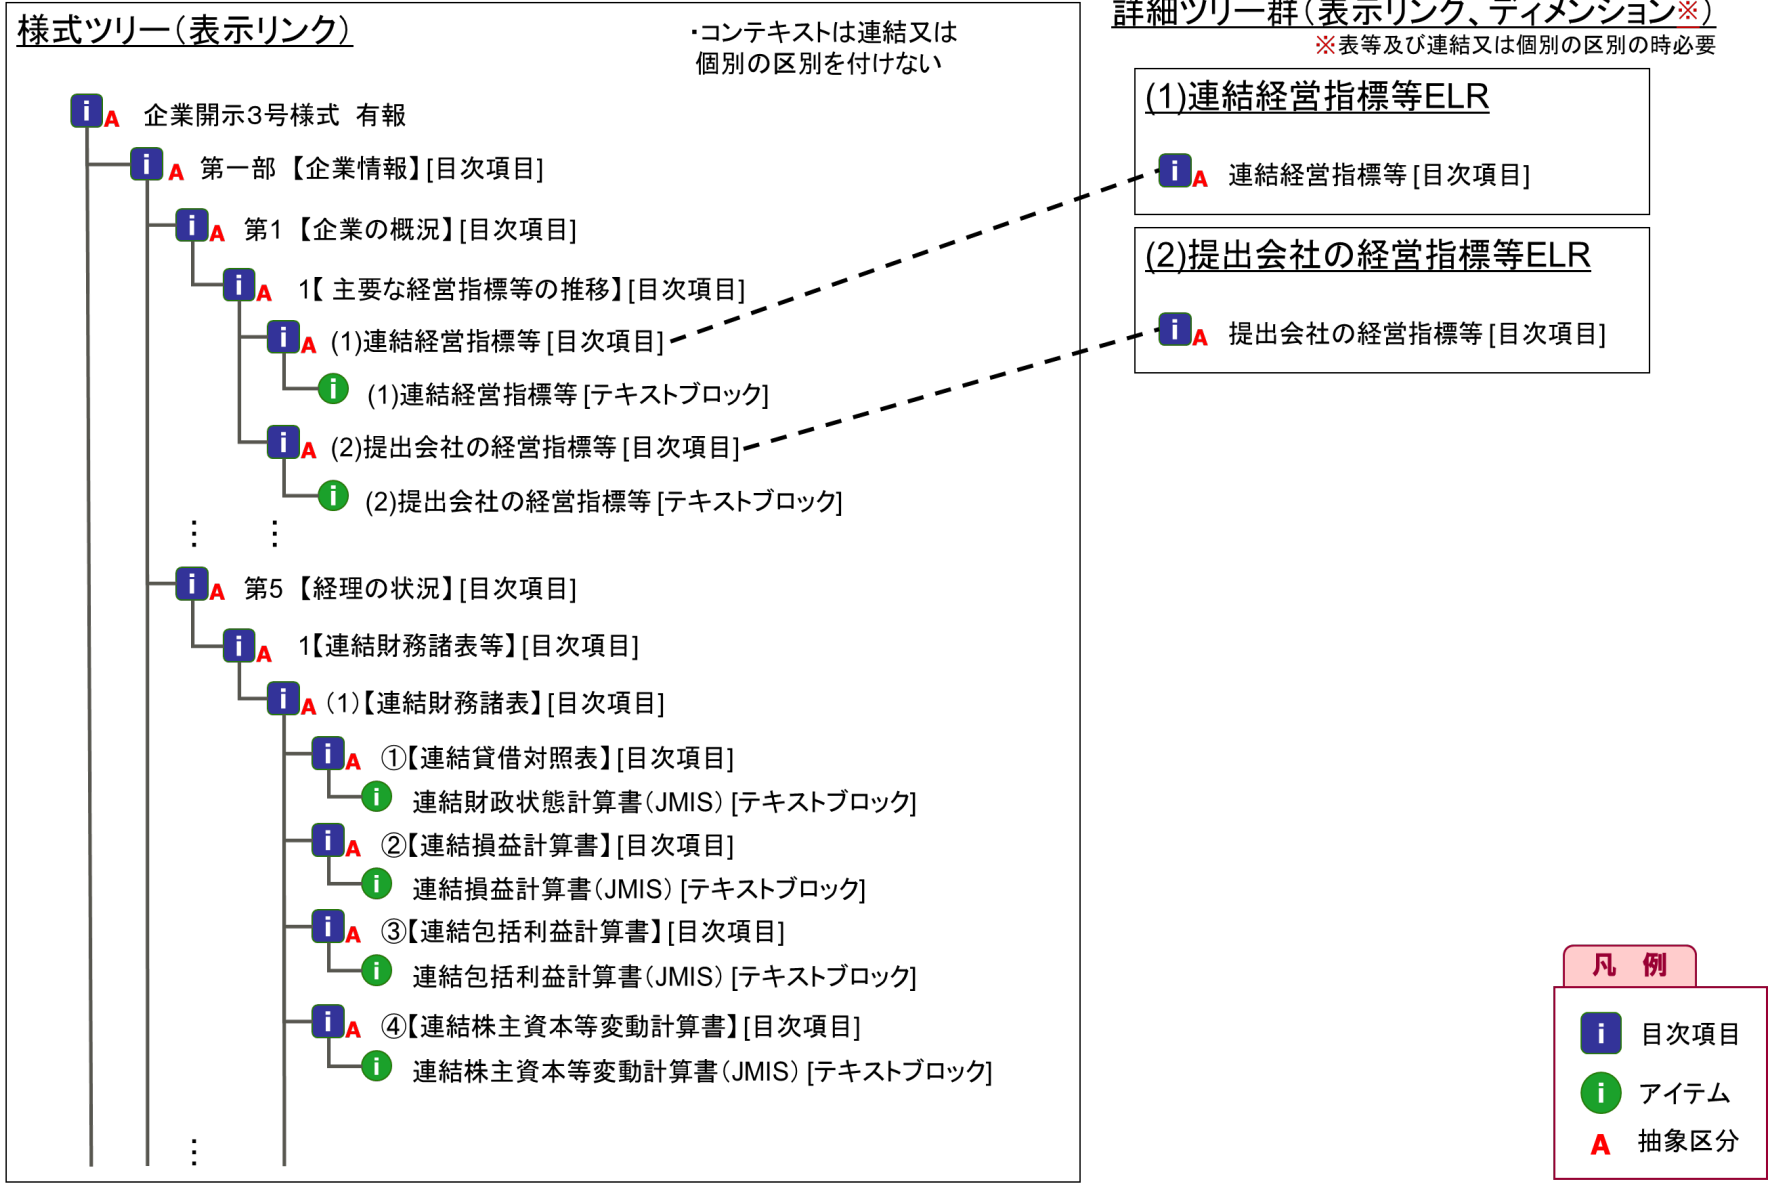 様式ツリー（表示リンク）
・コンテキストは連結又は
個別の区別を付けない
i A 企業開示３号様式 有報
i A 第一部 【企業情報】[目次項目]
i A 第1 【企業の概況】[目次項目]
i A 1【 主要な経営指標等の推移】[目次項目]
i A (1)連結経営指標等 [目次項目]
i (1)連結経営指標等 [テキストブロック]
i A (2)提出会社の経営指標等 [目次項目]
i (2)提出会社の経営指標等 [テキストブロック]
⋮ ⋮
i A 第5 【経理の状況】[目次項目]
i A 1【連結財務諸表等】[目次項目]
i A （1）【連結財務諸表】[目次項目]
i A ①【連結貸借対照表】[目次項目]
i 連結財政状態計算書（JMIS） [テキストブロック]
i A ②【連結損益計算書】[目次項目]
i 連結損益計算書（JMIS） [テキストブロック]
i A ③【連結包括利益計算書】[目次項目]
i 連結包括利益計算書（JMIS） [テキストブロック]
i A ④【連結株主資本等変動計算書】[目次項目]
i 連結株主資本等変動計算書（JMIS） [テキストブロック]
⋮
詳細ツリー群（表示リンク、ディメンション※）
※表等及び連結又は個別の区別の時必要
(1)連結経営指標等ELR
i A 連結経営指標等 [目次項目]
(2)提出会社の経営指標等ELR
i A 提出会社の経営指標等 [目次項目]
凡 例
i 目次項目
i アイテム
A 抽象区分